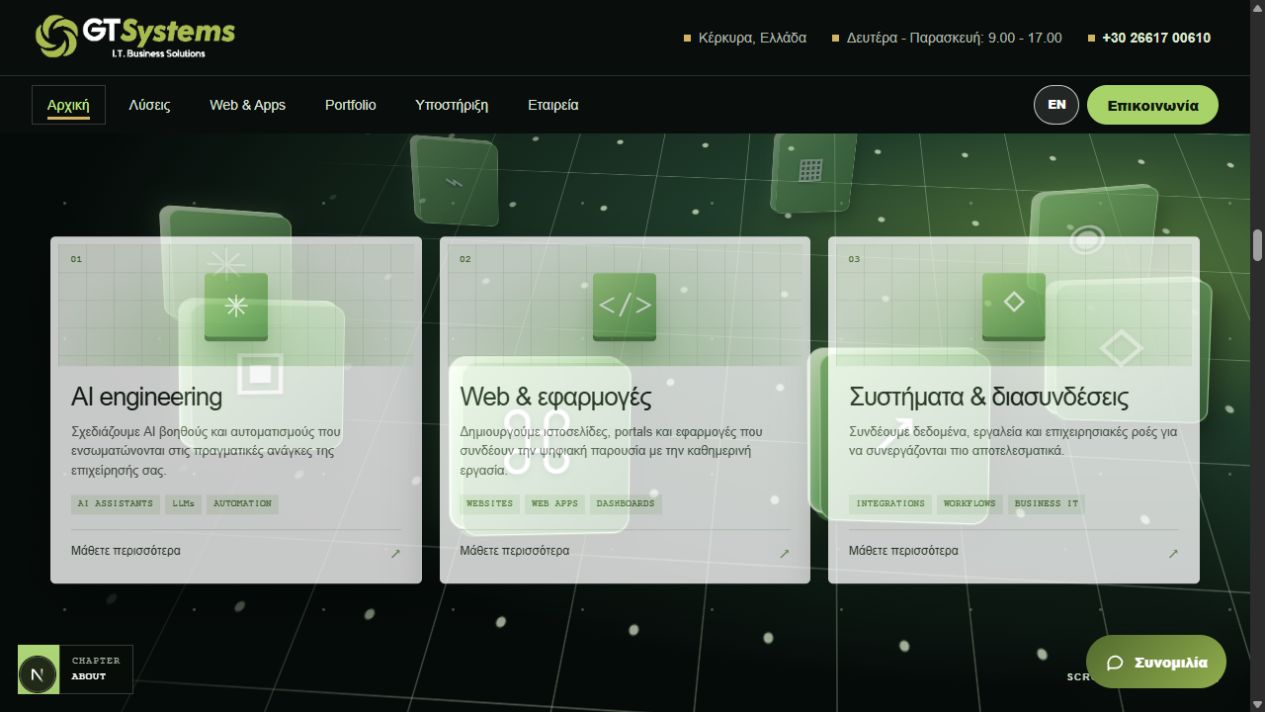 GTSystems
I.T. Business Solutions
Κέρκυρα, Ελλάδα
Δευτέρα - Παρασκευή: 9.00 - 17.00
+30 26617 00610
Αρχική
Λύσεις
Web & Apps
Portfolio
Υποστήριξη
Εταιρεία
EN
Επικοινωνία
01
AI engineering
Σχεδιάζουμε AI βοηθούς και αυτοματισμούς που
ενσωματώνονται στις πραγματικές ανάγκες της
επιχείρησής σας.
AI ASSISTANTS
LLMs
AUTOMATION
Μάθετε περισσότερα
02
</>
Web & εφαρμογές
Δημιουργούμε ιστοσελίδες, portals και εφαρμογές που
συνδέουν την ψηφιακή παρουσία με την καθημερινή
εργασία.
WEBSITES
WEB APPS
DASHBOARDS
Μάθετε περισσότερα
03
Συστήματα & διασυνδέσεις
Συνδέουμε δεδομένα, εργαλεία και επιχειρησιακές ροές για
να συνεργάζονται πιο αποτελεσματικά.
INTEGRATIONS
WORKFLOWS
BUSINESS IT
Μάθετε περισσότερα
N
CHAPTER
ABOUT
Συνομιλία